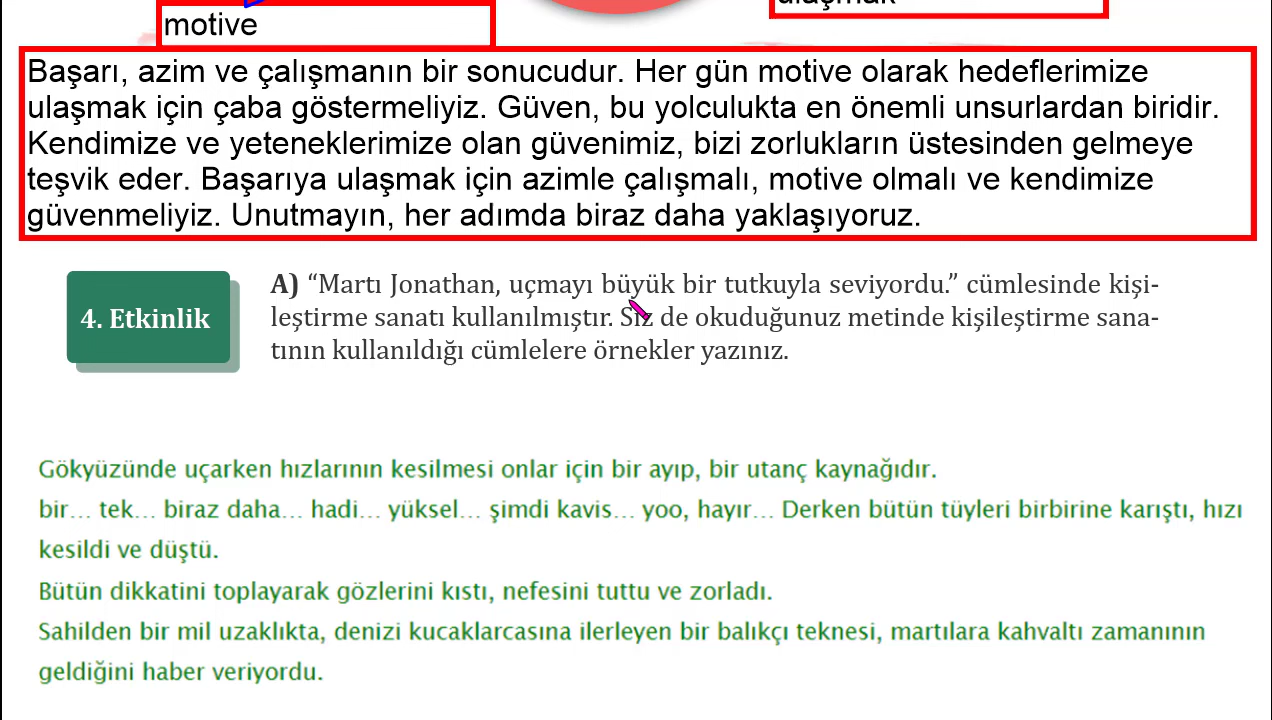 motive
ulaşmak
Başarı, azim ve çalışmanın bir sonucudur. Her gün motive olarak hedeflerimize
ulaşmak için çaba göstermeliyiz. Güven, bu yolculukta en önemli unsurlardan biridir.
Kendimize ve yeteneklerimize olan güvenimiz, bizi zorlukların üstesinden gelmeye
teşvik eder. Başarıya ulaşmak için azimle çalışmalı, motive olmalı ve kendimize
güvenmeliyiz. Unutmayın, her adımda biraz daha yaklaşıyoruz.
4. Etkinlik
A) “Martı Jonathan, uçmayı büyük bir tutkuyla seviyordu.” cümlesinde kişi-
leştirme sanatı kullanılmıştır. Siz de okuduğunuz metinde kişileştirme sana-
tının kullanıldığı cümlelere örnekler yazınız.
Gökyüzünde uçarken hızlarının kesilmesi onlar için bir ayıp, bir utanç kaynağıdır.
bir... tek... biraz daha... hadi... yüksel... şimdi kavis... yoo, hayır... Derken bütün tüyleri birbirine karıştı, hızı
kesildi ve düştü.
Bütün dikkatini toplayarak gözlerini kıstı, nefesini tuttu ve zorladı.
Sahilden bir mil uzaklıkta, denizi kucaklarcasına ilerleyen bir balıkçı teknesi, martılara kahvaltı zamanının
geldiğini haber veriyordu.